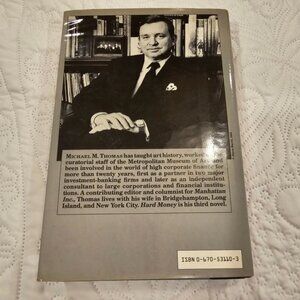 MICHAEL M. THOMAS has taught art history, worked
curatorial staff of the Metropolitan Museum of Art
been involved in the world of high corporate finance for
more than twenty years, first as a partner in two major
investment-banking firms and later as an independent
consultant to large corporations and financial institu-
tions. A contributing editor and columnist for Manhattan
Inc., Thomas lives with his wife in Bridgehampton, Long
Island, and New York City. Hard Money is his third novel.
ISBN 0-670-53110-3